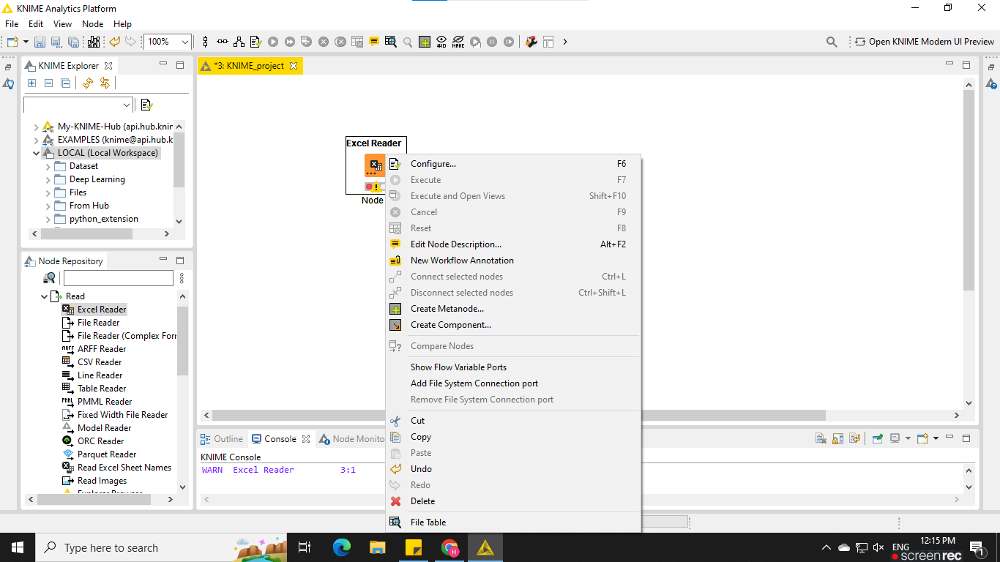 KNIME Analytics Platform
File Edit View Node Help
100%
Open KNIME Modern UI Preview
KNIME Explorer
My-KNIME-Hub (api.hub.knir
EXAMPLES (knime@api.hub.k
LOCAL (Local Workspace)
Dataset
Deep Learning
Files
From Hub
python_extension
Node Repository
Read
Excel Reader
File Reader
File Reader (Complex Forr
ARFF Reader
CSV Reader
Line Reader
Table Reader
PMML Reader
Fixed Width File Reader
Model Reader
ORC Reader
Parquet Reader
Read Excel Sheet Names
Read Images
*3: KNIME_project
Excel Reader
Node
Configure... F6
Execute F7
Execute and Open Views Shift+F10
Cancel F9
Reset F8
Edit Node Description... Alt+F2
New Workflow Annotation
Connect selected nodes Ctrl+L
Disconnect selected nodes Ctrl+Shift+L
Create Metanode...
Create Component...
Compare Nodes
Show Flow Variable Ports
Add File System Connection port
Remove File System Connection port
Cut
Copy
Paste
Undo
Redo
Delete
File Table
Outline Console Node Monito
KNIME Console
WARN Excel Reader 3:1
Type here to search
ENG
12:15 PM
screenrec
1